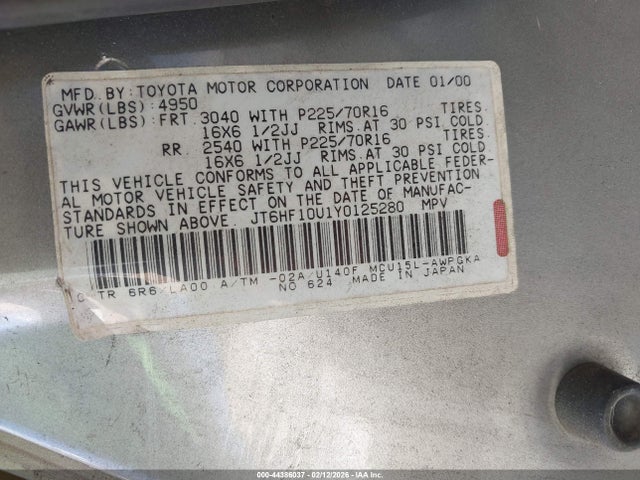 MFD.BY:TOYOTA MOTOR CORPORATION DATE 01/00
GVWR(LBS):4950
GAWR(LBS):FRT. 3040 WITH P225/70R16 TIRES.
16X6 1/2JJ RIMS.AT 30 PSI.COLD.
RR. 2540 WITH P225/70R16 TIRES.
16X6 1/2JJ RIMS.AT 30 PSI.COLD.
THIS VEHICLE CONFORMS TO ALL APPLICABLE FEDER-
AL MOTOR VEHICLE SAFETY AND THEFT PREVENTION
STANDARDS IN EFFECT ON THE DATE OF MANUFAC-
TURE SHOWN ABOVE. JT6HF10U1Y0125280 MPV
C/TR 6R6/LA00 A/TM -02A/U140F MCU15L-AWPGKA
NO 624 MADE IN JAPAN
000-44386037 - 02/12/2026 - IAAI.COM